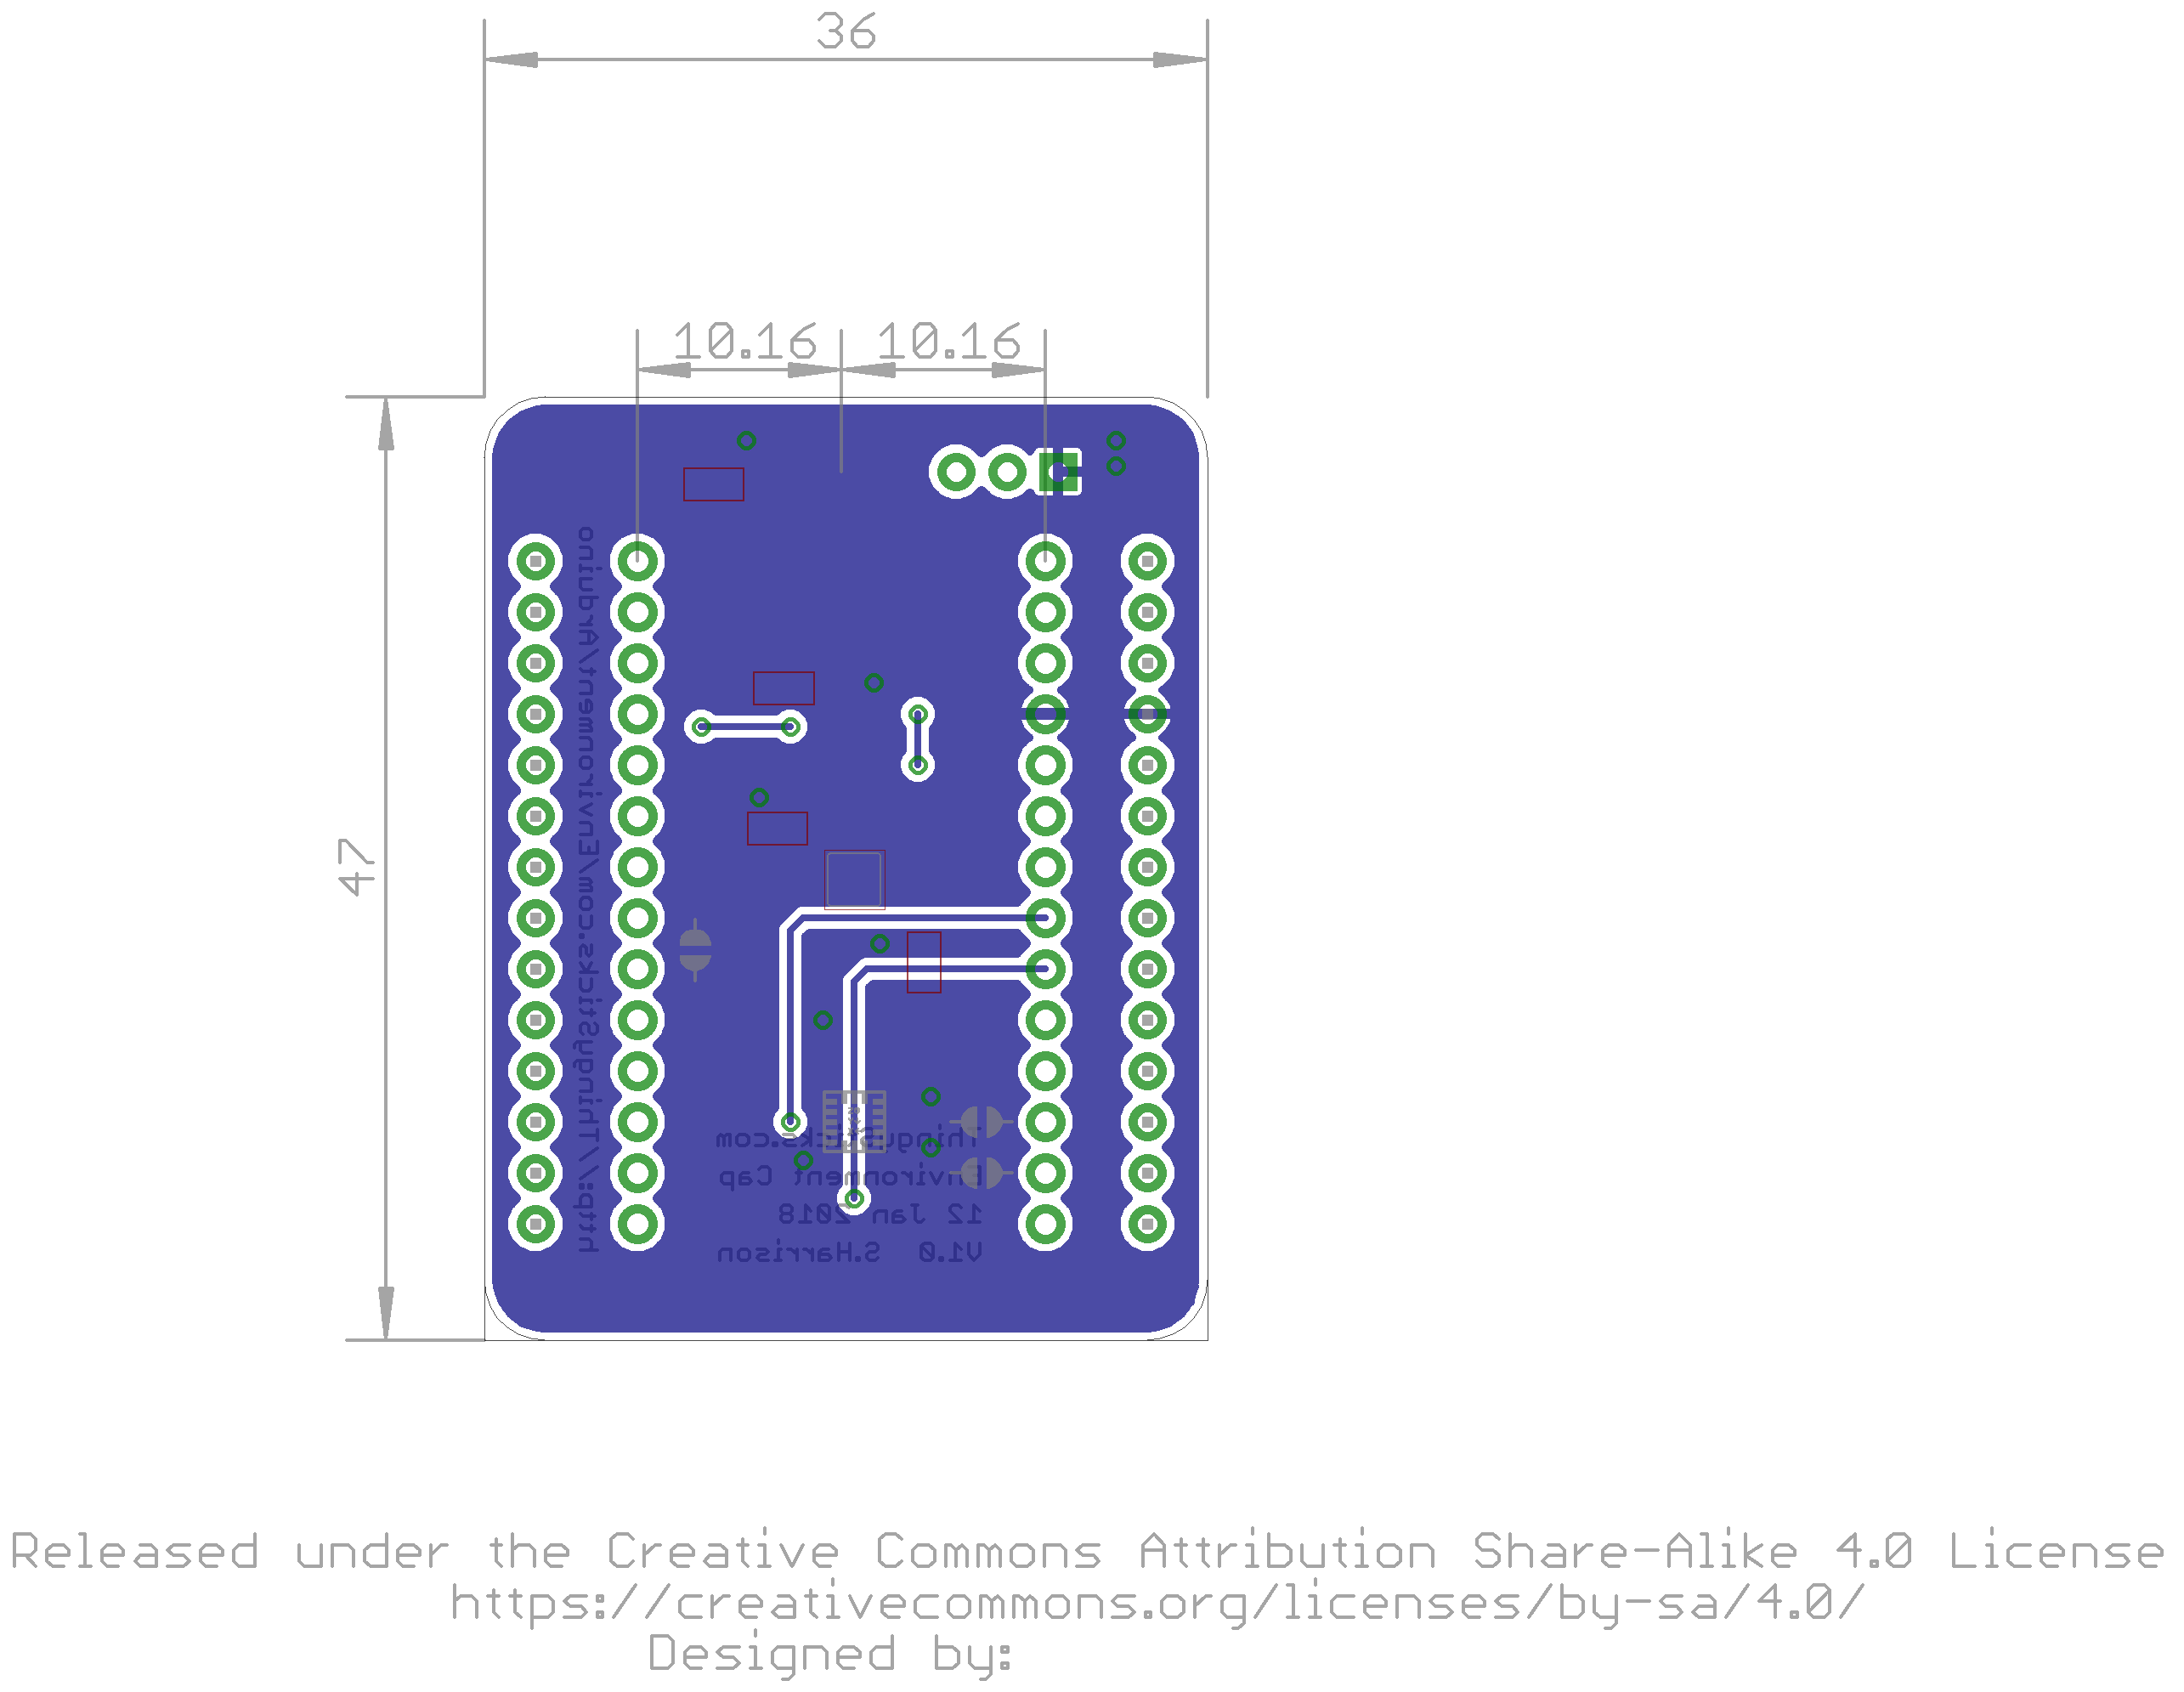 36
10.16 10.16
47
http://ThingySticks.com/Environment/Arduino
ThingySticks.com
Environment Cap
12 Jan 2018
V1.0 S.Harrison
Released under the Creative Commons Attribution Share-Alike 4.0 License
https://creativecommons.org/licenses/by-sa/4.0/
Designed by: